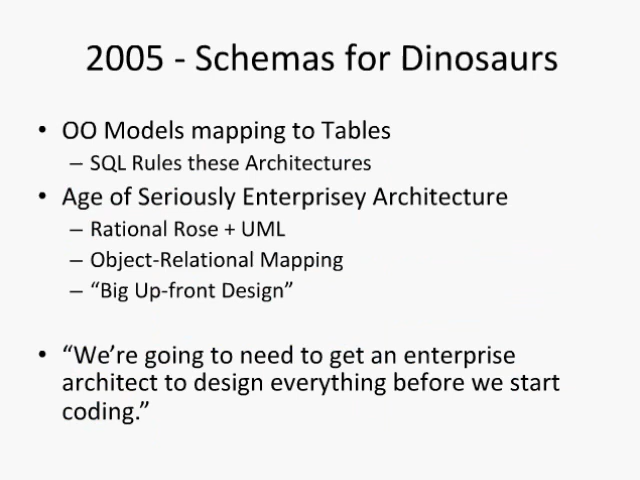 2005 - Schemas for Dinosaurs
• OO Models mapping to Tables
– SQL Rules these Architectures
• Age of Seriously Enterprisey Architecture
– Rational Rose + UML
– Object-Relational Mapping
– “Big Up-front Design”
• “We’re going to need to get an enterprise
architect to design everything before we start
coding.”